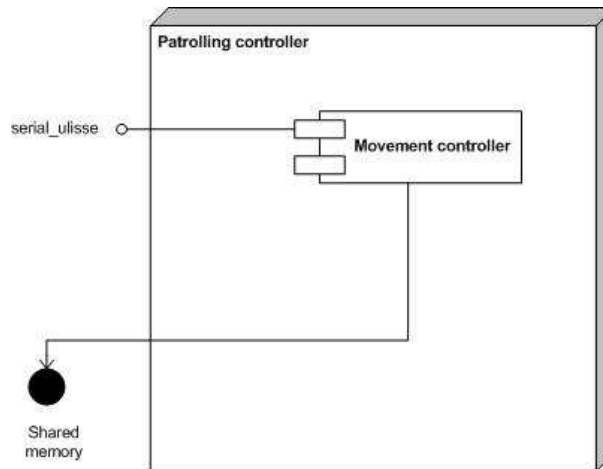 Patrolling controller
serial_ulisse
Movement controller
Shared
memory